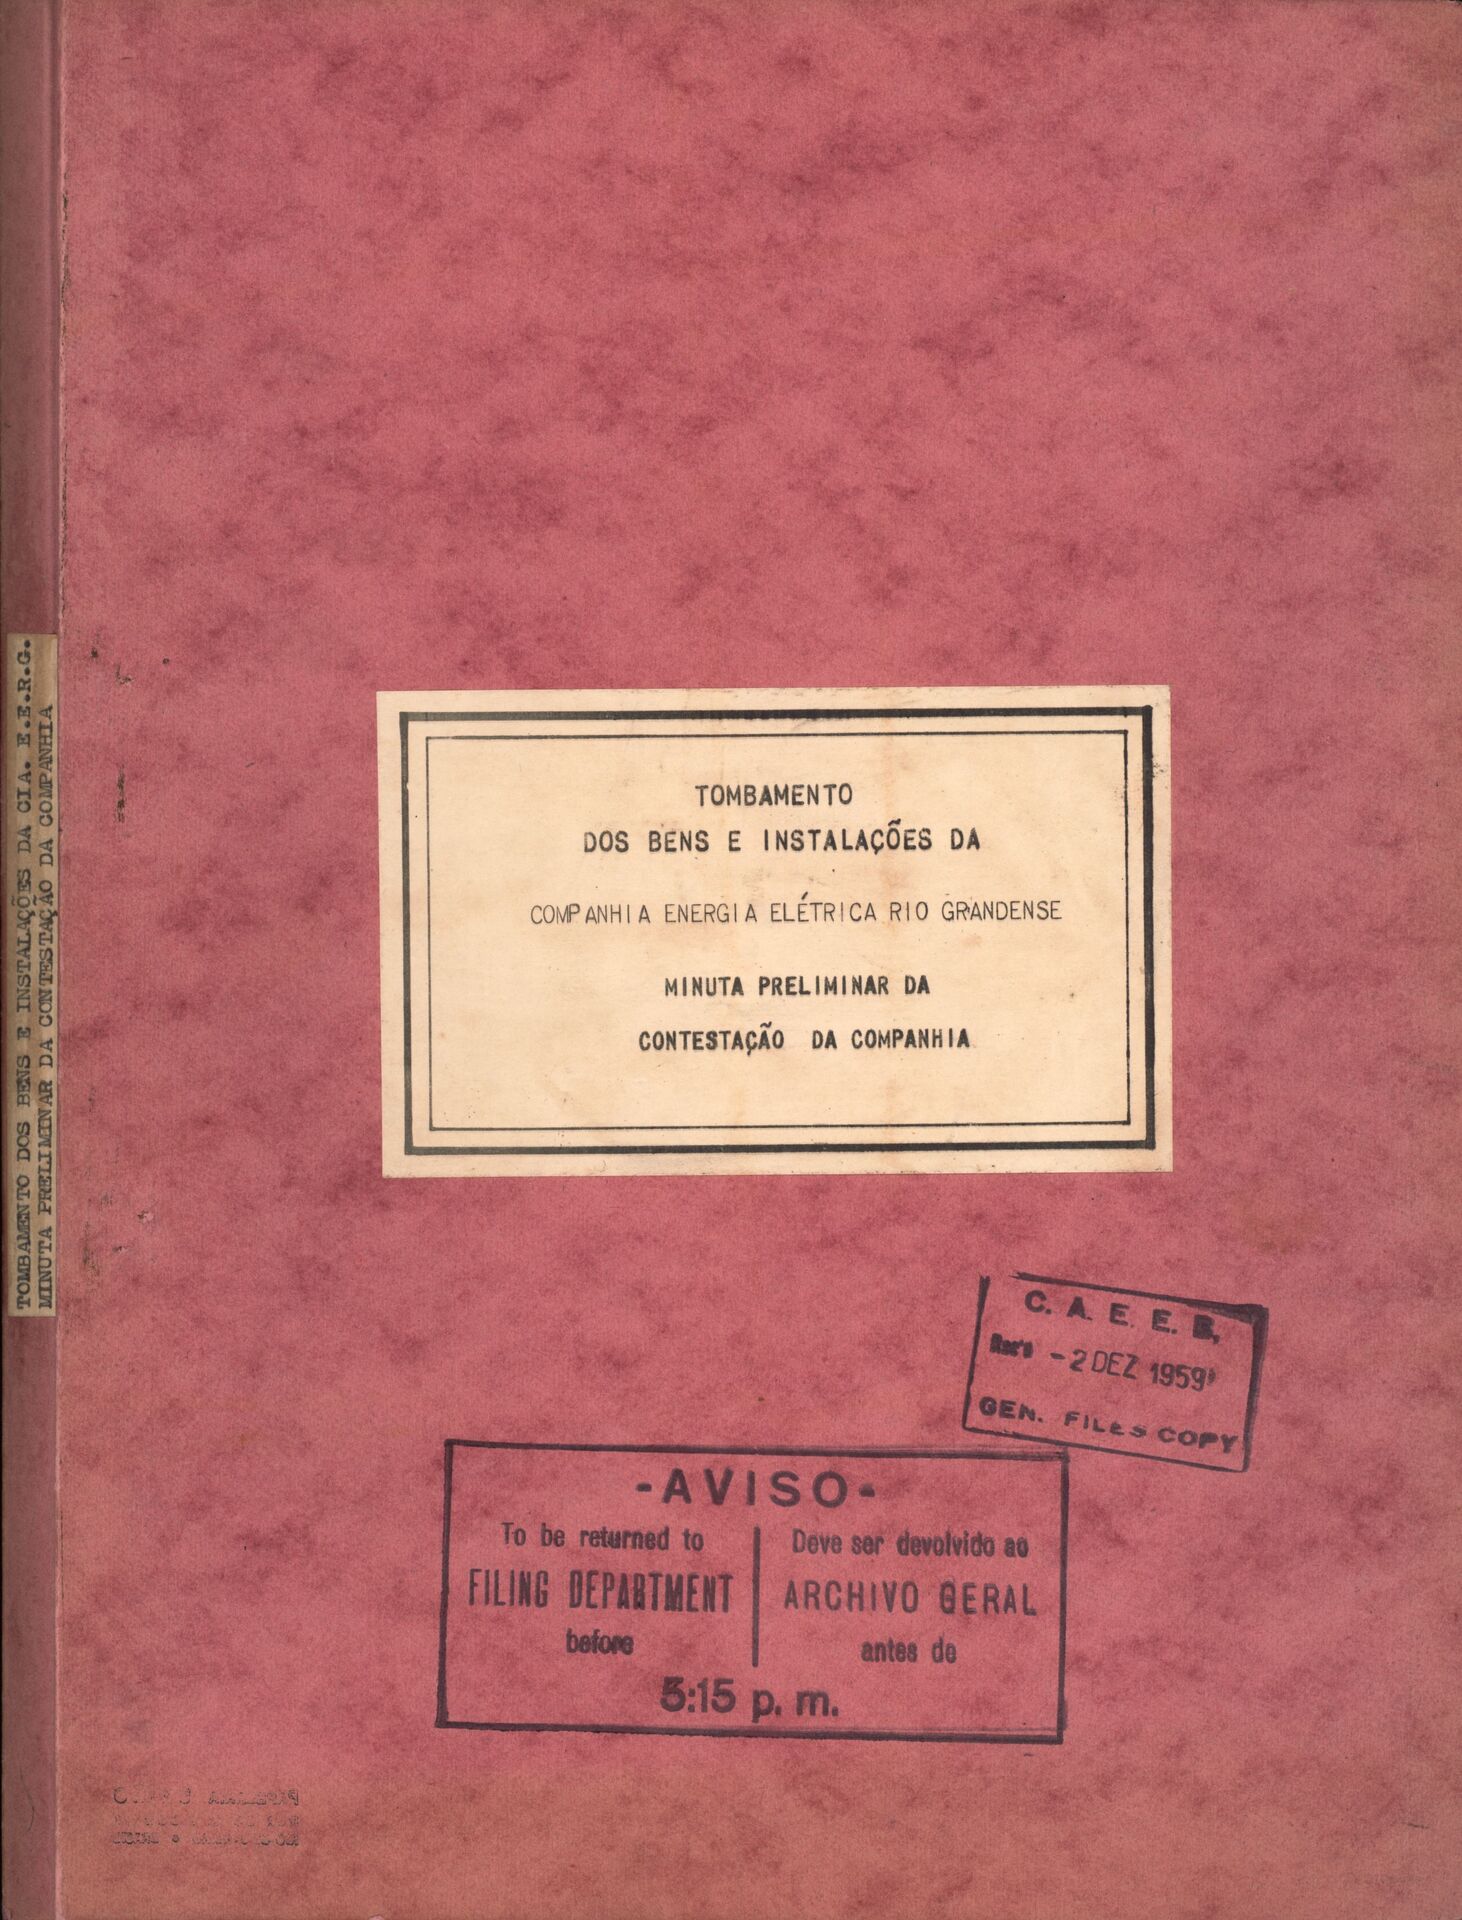 TOMBAMENTO DOS BENS E INSTALAÇÕES DA CIA. E.E.R.G.
MINUTA PRELIMINAR DA CONTESTAÇÃO DA COMPANHIA
TOMBAMENTO
DOS BENS E INSTALAÇÕES DA
COMPANHIA ENERGIA ELÉTRICA RIO GRANDENSE
MINUTA PRELIMINAR DA
CONTESTAÇÃO DA COMPANHIA
C. A. E. E. B,
Rec'd - 2 DEZ 1959
GEN. FILES COPY
-AVISO-
To be returned to
FILING DEPARTMENT
before
Deve ser devolvido ao
ARCHIVO GERAL
antes de
5:15 p. m.
PAPELARIA